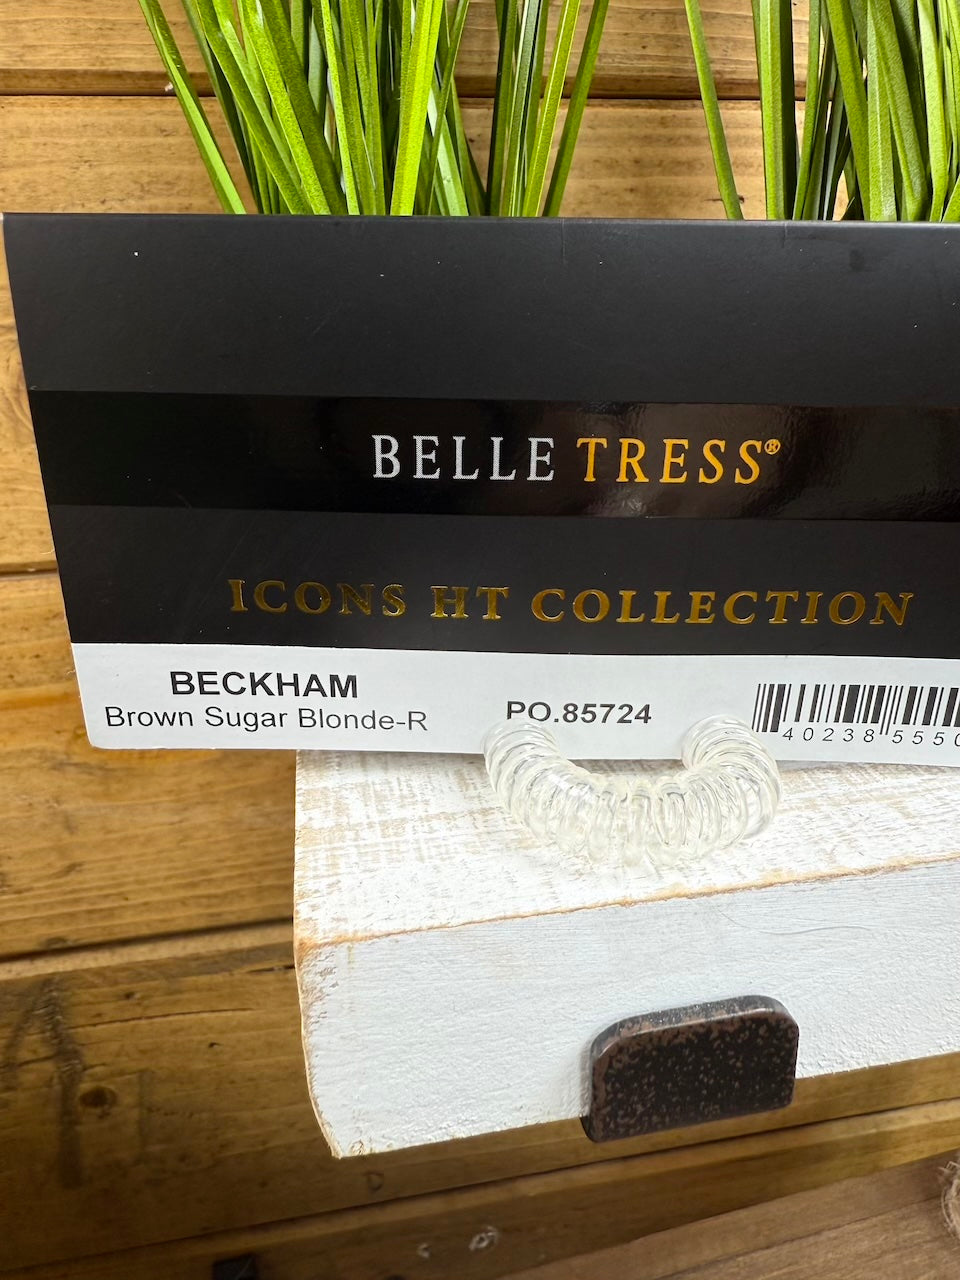 BELLE TRESS®
ICONS HT COLLECTION
BECKHAM
Brown Sugar Blonde-R
PO.85724
40238 5550